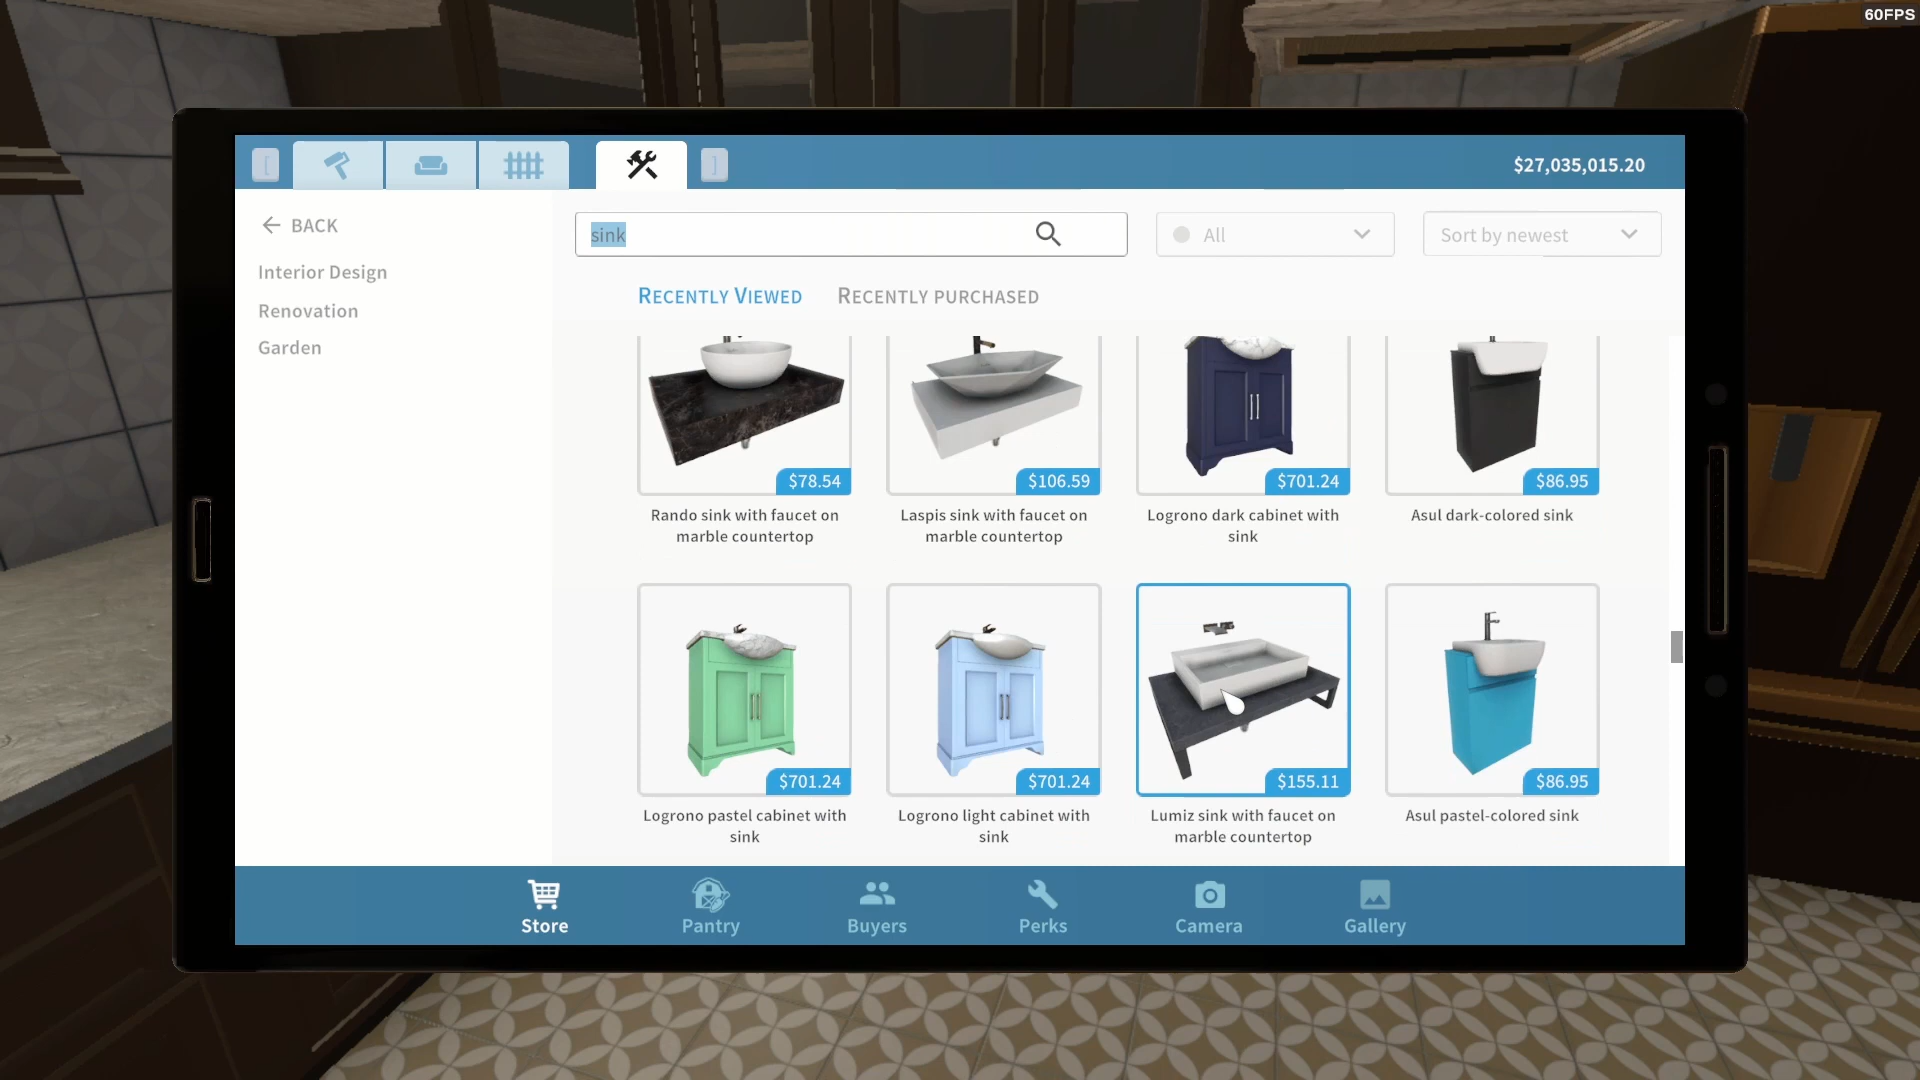 60FPS
[
]
$27,035,015.20
BACK
Interior Design
Renovation
Garden
sink
All
Sort by newest
RECENTLY VIEWED
RECENTLY PURCHASED
$78.54
$106.59
$701.24
$86.95
Rando sink with faucet on
marble countertop
Laspis sink with faucet on
marble countertop
Logrono dark cabinet with
sink
Asul dark-colored sink
$701.24
$701.24
$155.11
$86.95
Logrono pastel cabinet with
sink
Logrono light cabinet with
sink
Lumiz sink with faucet on
marble countertop
Asul pastel-colored sink
Store
Pantry
Buyers
Perks
Camera
Gallery